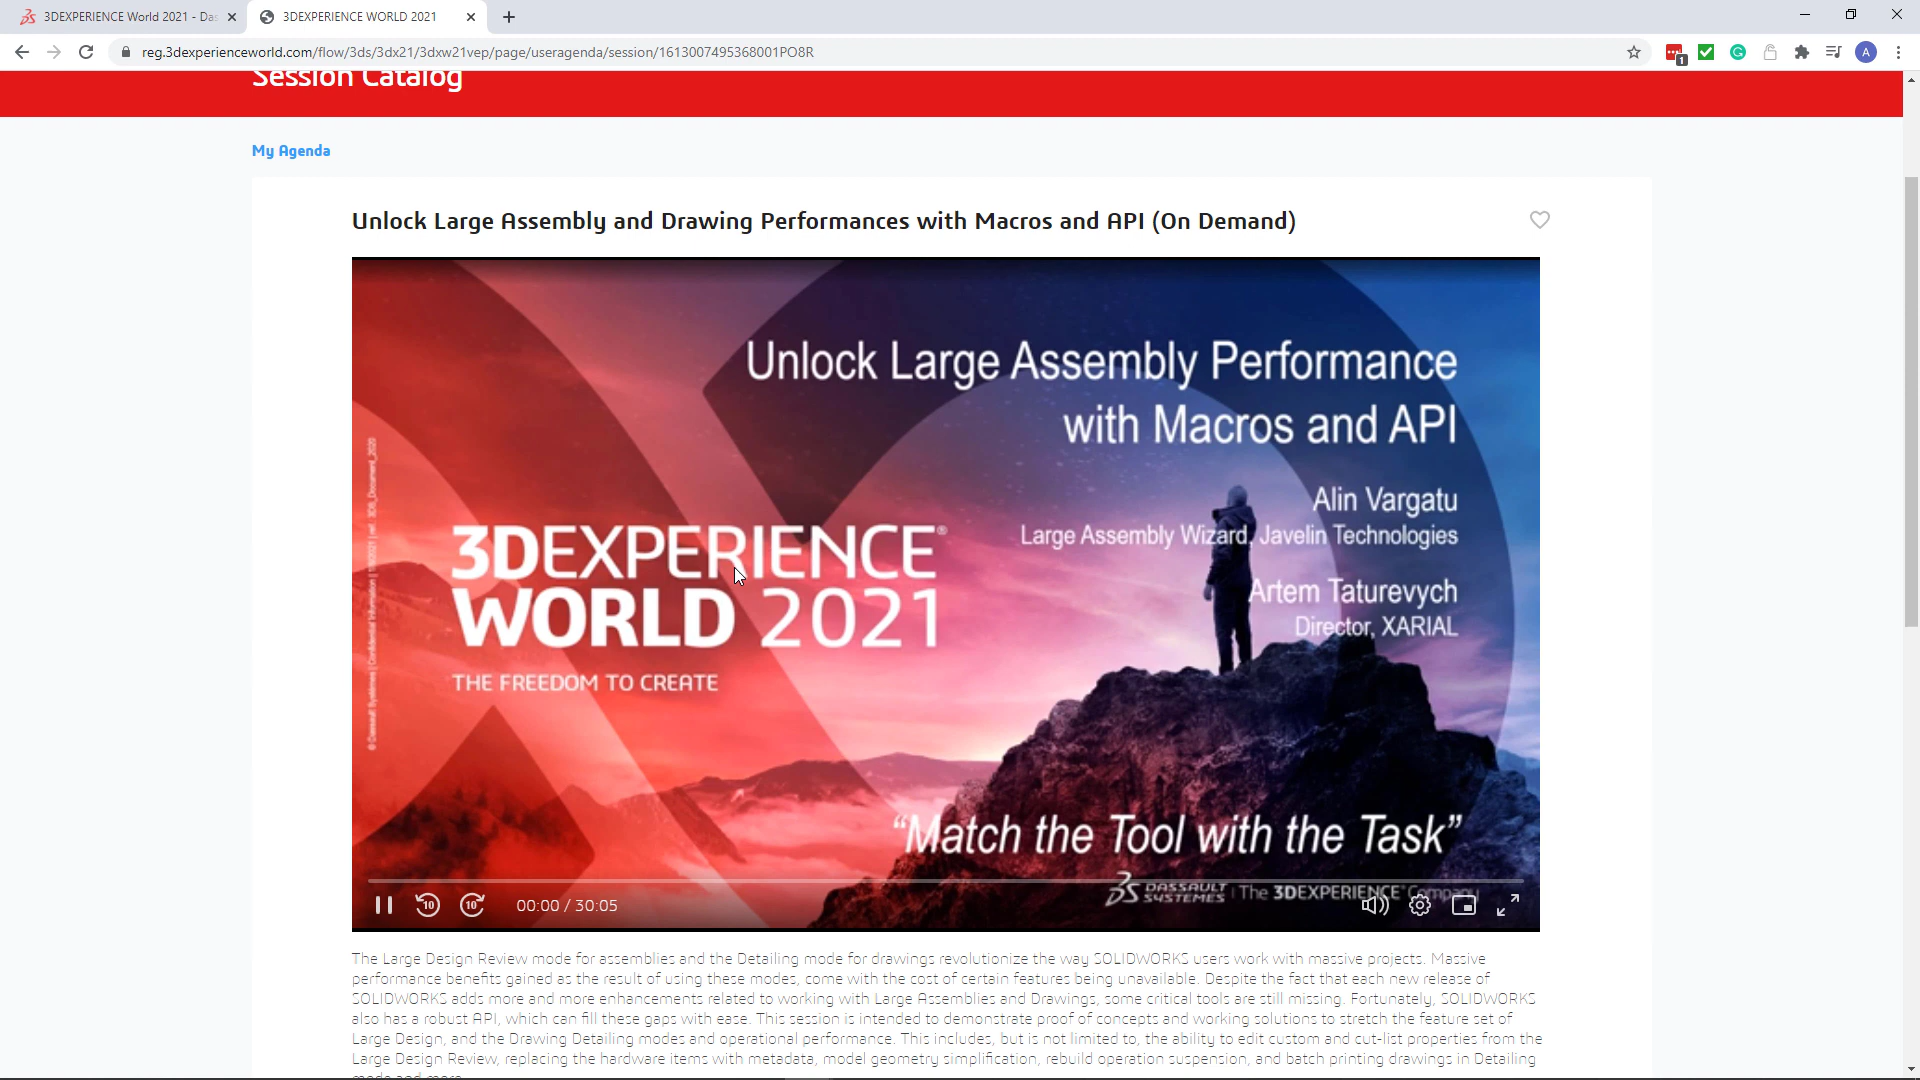 3DEXPERIENCE World 2021 - Da
3DEXPERIENCE WORLD 2021
reg.3dexperienceworld.com/flow/3ds/3dx21/3dxw21vep/page/useragenda/session/1613007495368001PO8R
1
A
Session Catalog
My Agenda
Unlock Large Assembly and Drawing Performances with Macros and API (On Demand)
Unlock Large Assembly Performance
with Macros and API
Alin Vargatu
Large Assembly Wizard, Javelin Technologies
Artem Taturevych
Director, XARIAL
3DEXPERIENCE®
WORLD 2021
THE FREEDOM TO CREATE
“Match the Tool with the Task”
DASSAULT SYSTEMES | The 3DEXPERIENCE® Company
10 10 00:00 / 30:05
The Large Design Review mode for assemblies and the Detailing mode for drawings revolutionize the way SOLIDWORKS users work with massive projects. Massive
performance benefits gained as the result of using these modes, come with the cost of certain features being unavailable. Despite the fact that each new release of
SOLIDWORKS adds more and more enhancements related to working with Large Assemblies and Drawings, some critical tools are still missing. Fortunately, SOLIDWORKS
also has a robust API, which can fill these gaps with ease. This session is intended to demonstrate proof of concepts and working solutions to stretch the feature set of
Large Design, and the Drawing Detailing modes and operational performance. This includes, but is not limited to, the ability to edit custom and cut-list properties from the
Large Design Review, replacing the hardware items with metadata, model geometry simplification, rebuild operation suspension, and batch printing drawings in Detailing